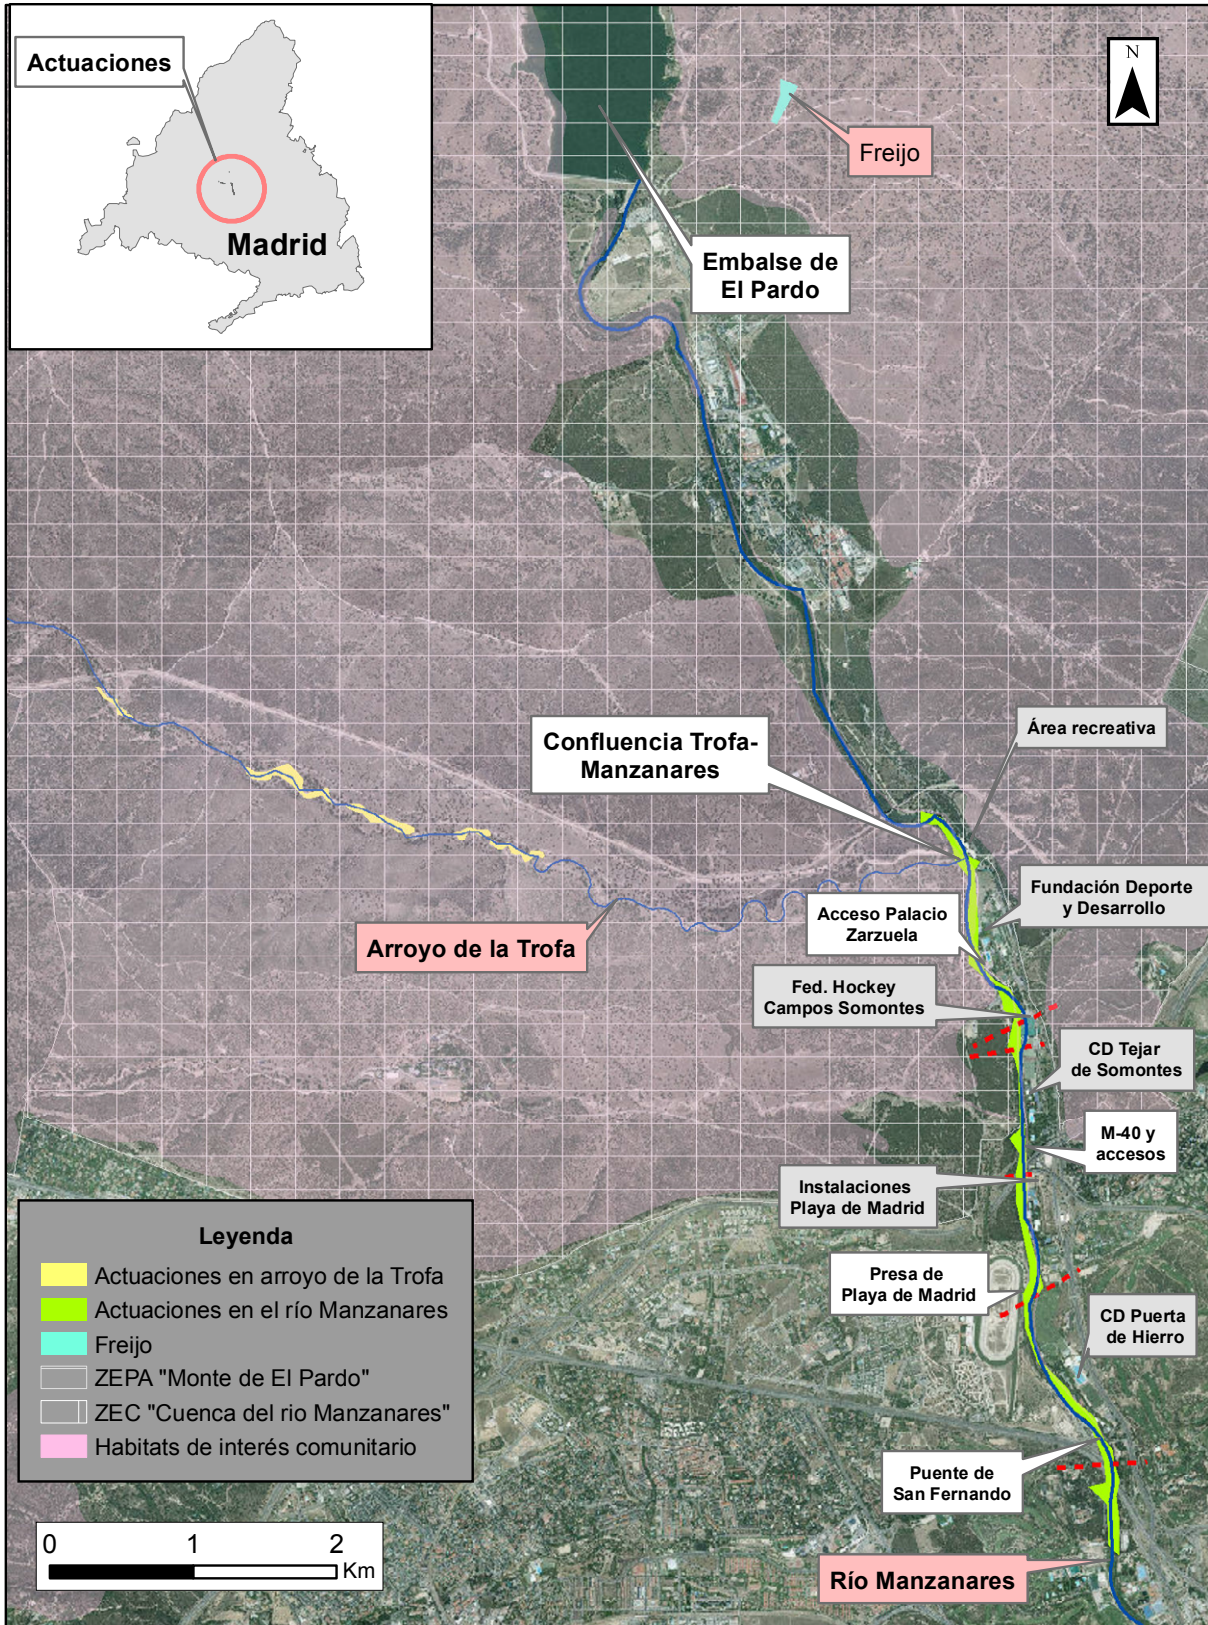 Actuaciones
Madrid
N
Freijo
Embalse de
El Pardo
Confluencia Trofa-
Manzanares
Área recreativa
Fundación Deporte
y Desarrollo
Acceso Palacio
Zarzuela
Arroyo de la Trofa
Fed. Hockey
Campos Somontes
CD Tejar
de Somontes
M-40 y
accesos
Instalaciones
Playa de Madrid
Presa de
Playa de Madrid
CD Puerta
de Hierro
Puente de
San Fernando
Río Manzanares
Leyenda
Actuaciones en arroyo de la Trofa
Actuaciones en el río Manzanares
Freijo
ZEPA "Monte de El Pardo"
ZEC "Cuenca del rio Manzanares"
Habitats de interés comunitario
0 1 2
Km